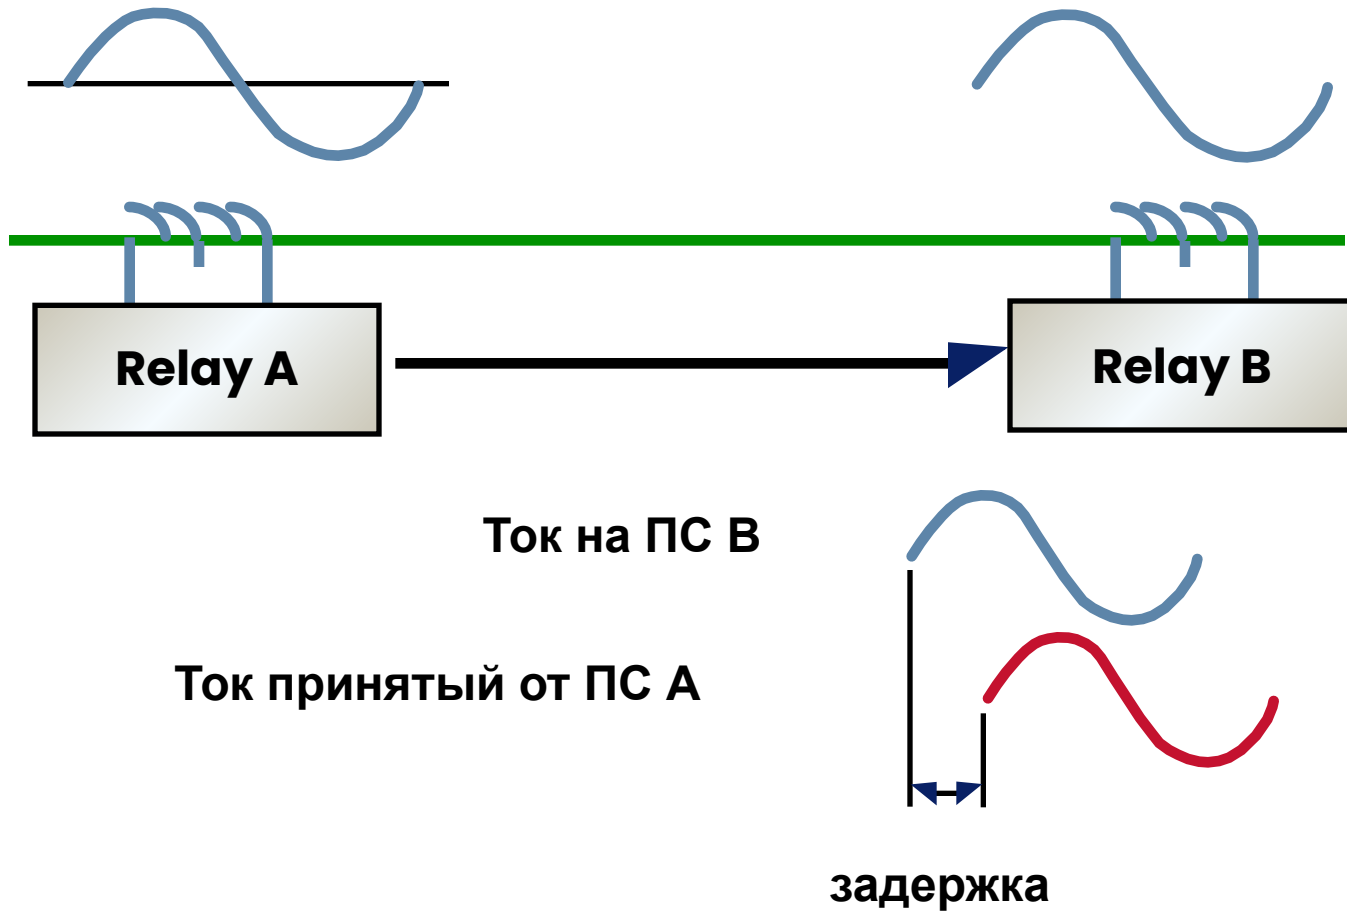 Relay A
Relay B
Ток на ПС В
Ток принятый от ПС А
задержка